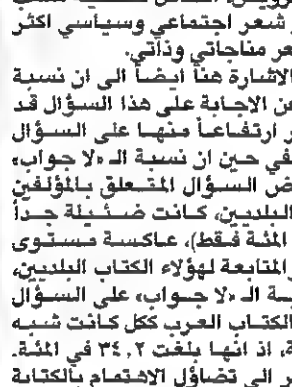 شعر اجتماعي وسياسي اكثر
عر مناجاتي وذاتي.
الاشارة هنا ايضاً الى ان نسبة
عن الاجابة على هذا السؤال قد
ر ارتفاعاً منها على السؤال
في حين ان نسبة الـ «لا جواب»
ض السؤال المتعلق بالمؤلفين
البلديين، كانت ضئيلة جداً
المئة فقط)، عاكسة مستوى
المتابعة لهؤلاء الكتاب البلديين،
بة الـ «لا جواب» على السؤال
الكتاب العرب ككل كانت شبه
ة، اذ انها بلغت ٣٤,٢ في المئة.
ر الى تضاؤل الاهتمام بالكتابة